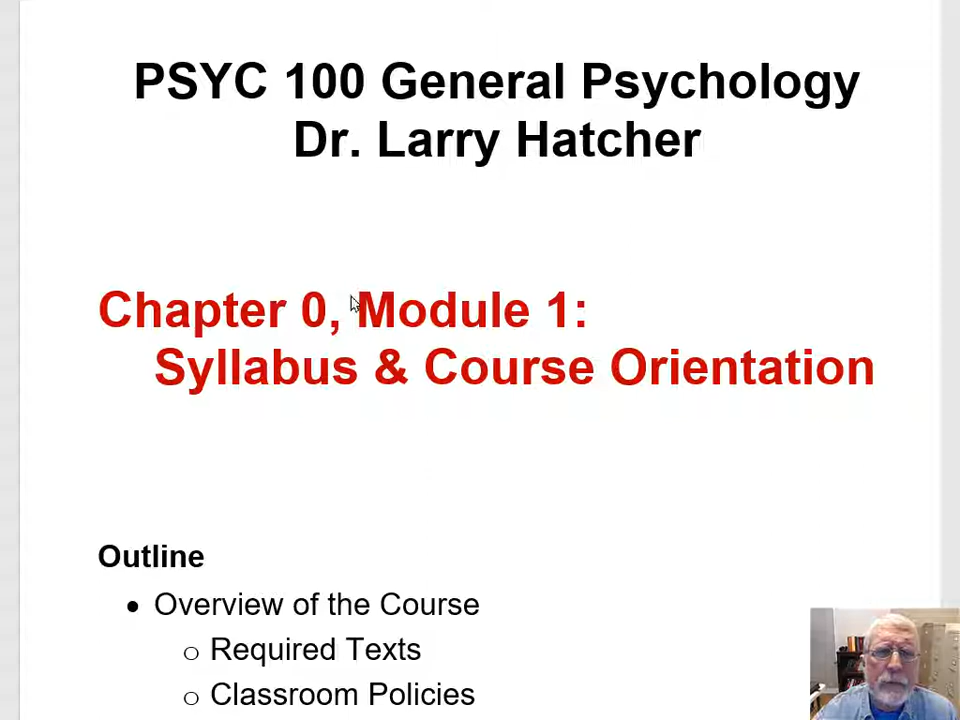 PSYC 100 General Psychology
Dr. Larry Hatcher
Chapter 0, Module 1:
Syllabus & Course Orientation
Outline
• Overview of the Course
o Required Texts
o Classroom Policies